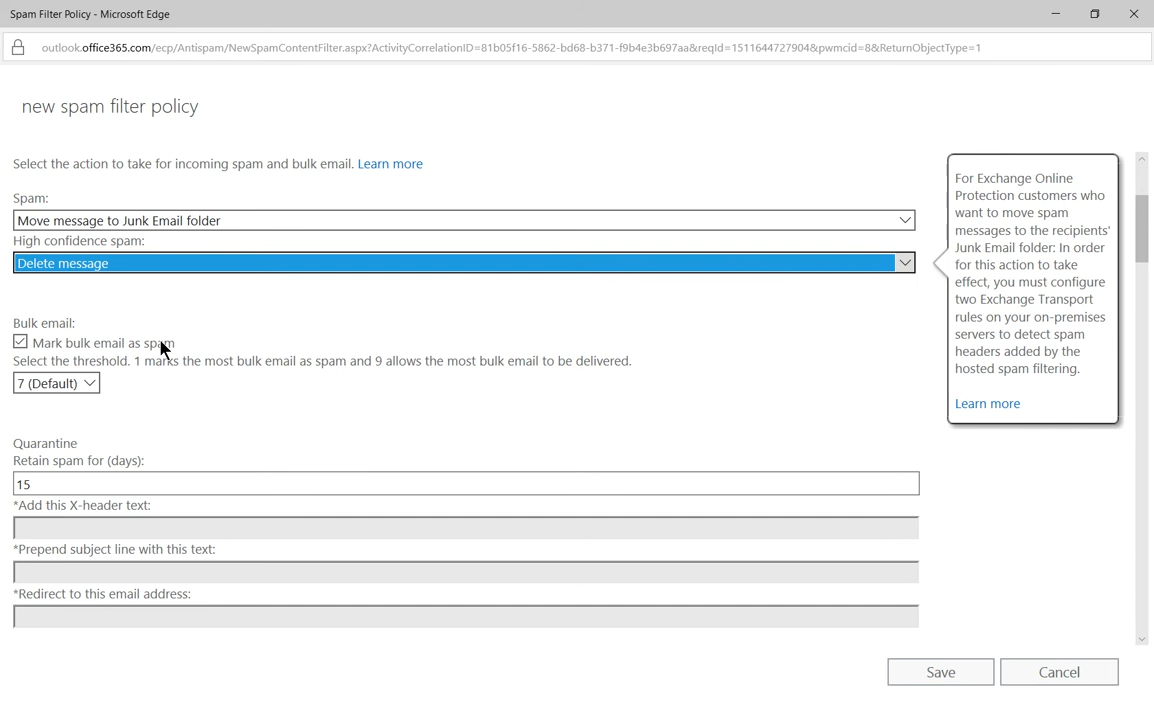 Spam Filter Policy - Microsoft Edge
outlook.office365.com/ecp/Antispam/NewSpamContentFilter.aspx?ActivityCorrelationID=81b05f16-5862-bd68-b371-f9b4e3b697aa&reqId=1511644727904&pwmcid=8&ReturnObjectType=1
new spam filter policy
Select the action to take for incoming spam and bulk email. Learn more
Spam:
Move message to Junk Email folder
High confidence spam:
Delete message
Bulk email:
Mark bulk email as spam
Select the threshold. 1 marks the most bulk email as spam and 9 allows the most bulk email to be delivered.
7 (Default)
Quarantine
Retain spam for (days):
15
*Add this X-header text:
*Prepend subject line with this text:
*Redirect to this email address:
For Exchange Online
Protection customers who
want to move spam
messages to the recipients'
Junk Email folder: In order
for this action to take
effect, you must configure
two Exchange Transport
rules on your on-premises
servers to detect spam
headers added by the
hosted spam filtering.
Learn more
Save
Cancel